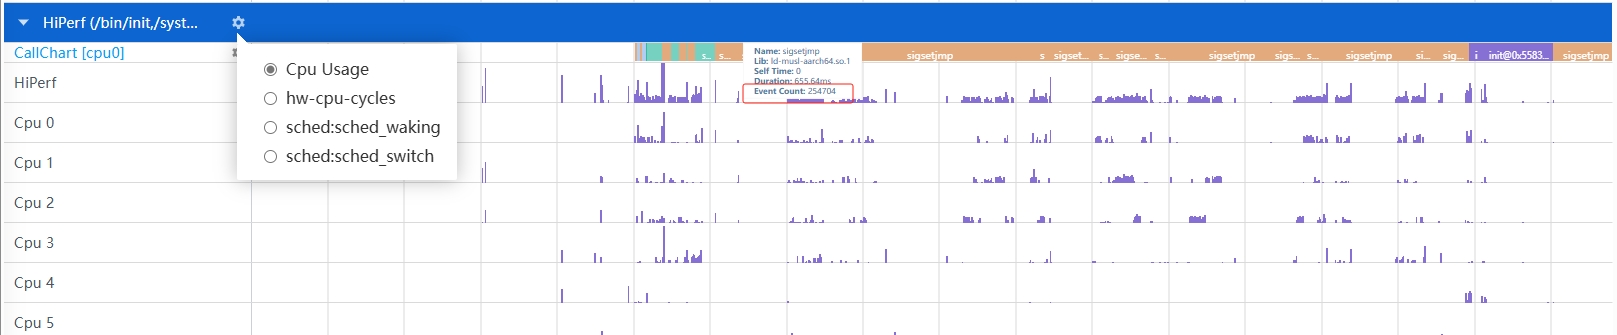 HiPerf (/bin/init,/syst...
CallChart [cpu0]
s... s... sigsetjmp s sigset... s... sigse... s... sigsetjmp sigs... sigsetjmp si... sig... i init@0x5583... sigsetjmp
Name: sigsetjmp
Lib: ld-musl-aarch64.so.1
Self Time: 0
Duration: 655.64ms
Event Count: 254704
Cpu Usage
hw-cpu-cycles
sched:sched_waking
sched:sched_switch
HiPerf
Cpu 0
Cpu 1
Cpu 2
Cpu 3
Cpu 4
Cpu 5